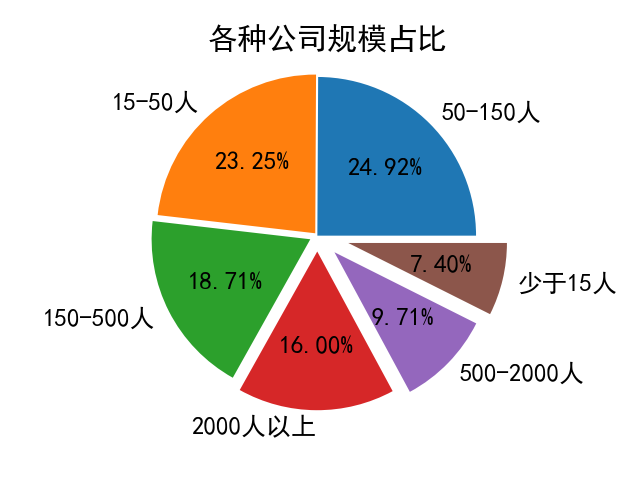 各种公司规模占比
15-50人
50-150人
23.25%
24.92%
18.71%
7.40%
150-500人
16.00%
9.71%
少于15人
2000人以上
500-2000人